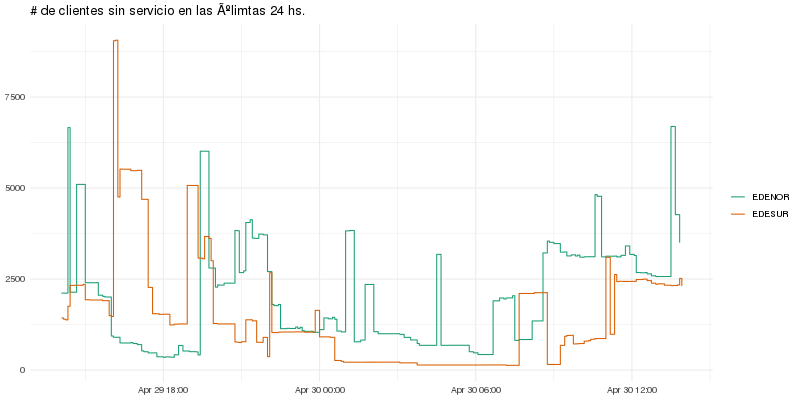 # de clientes sin servicio en las Ãºlimtas 24 hs.
7500
5000
2500
0
Apr 29 18:00
Apr 30 00:00
Apr 30 06:00
Apr 30 12:00
EDENOR
EDESUR